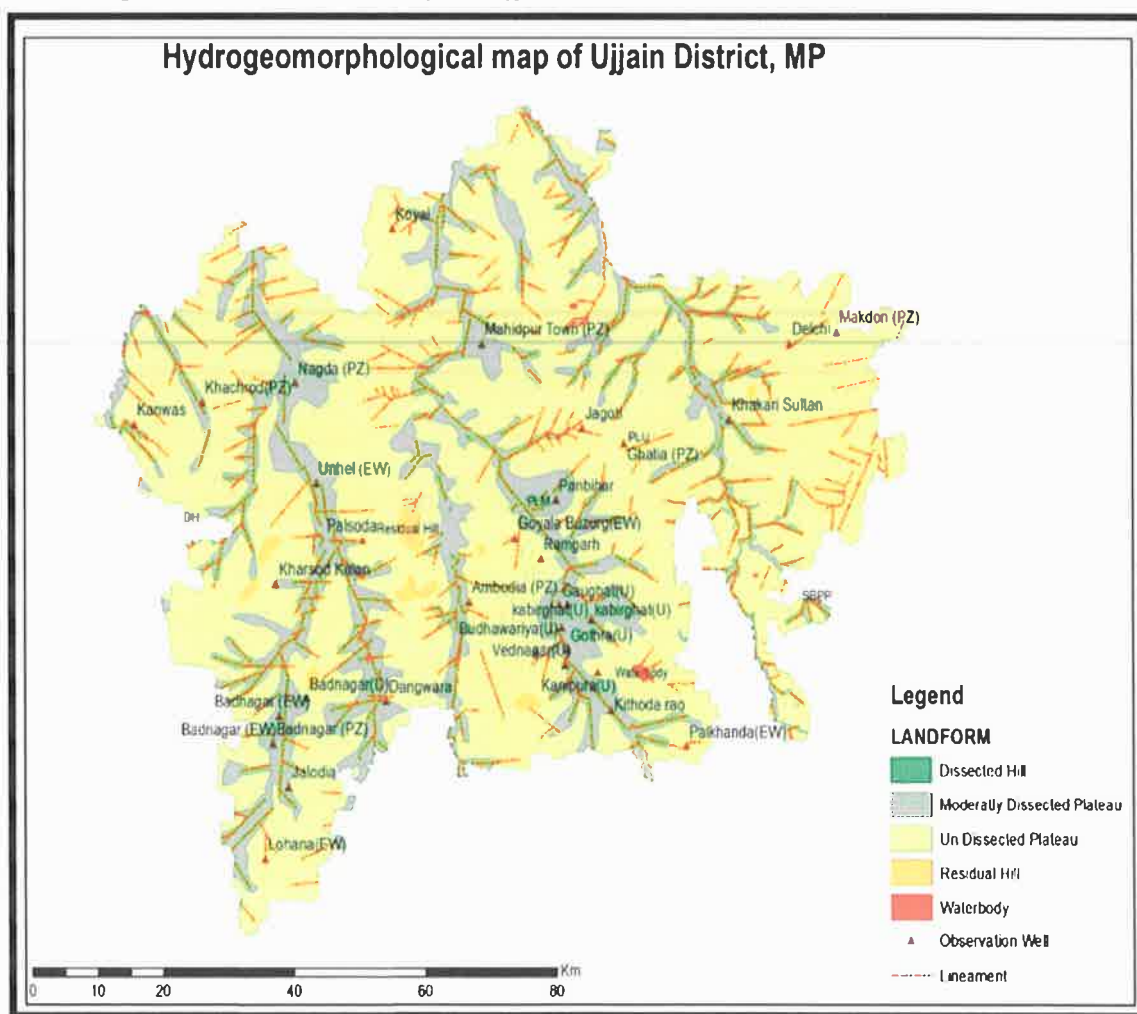 Hydrogeomorphological map of Ujjain District, MP
Koyal
Makdon (PZ)
Mahidpur Town (PZ)
Delchi
Nagda (PZ)
Khachrod(PZ)
Kanwas
Khakari Sultan
Jagoti
PLU
Ghatia (PZ)
Unhel (EW)
Panbihar
PLM
DH
Goyala Buzurg(EW)
Palsoda
Residual Hill
Ramgarh
Kharsod Kalan
Ambodia (PZ)
Gaughat(U)
SBPP
kabirghat(U)
kabirghat(U)
Budhawariya(U)
Gothra(U)
Vednagar(U)
Waterbody
Badnagar(U)
Dangwara
Badnagar (EW)
Kithoda rao
Badnagar (EW)
Badnagar (PZ)
Palkhanda(EW)
Jalodia
Lohana(EW)
Legend
LANDFORM
Dissected Hill
Moderally Dissected Plateau
Un Dissected Plateau
Residual Hill
Waterbody
Observation Well
Lineament
Km
0 10 20 40 60 80